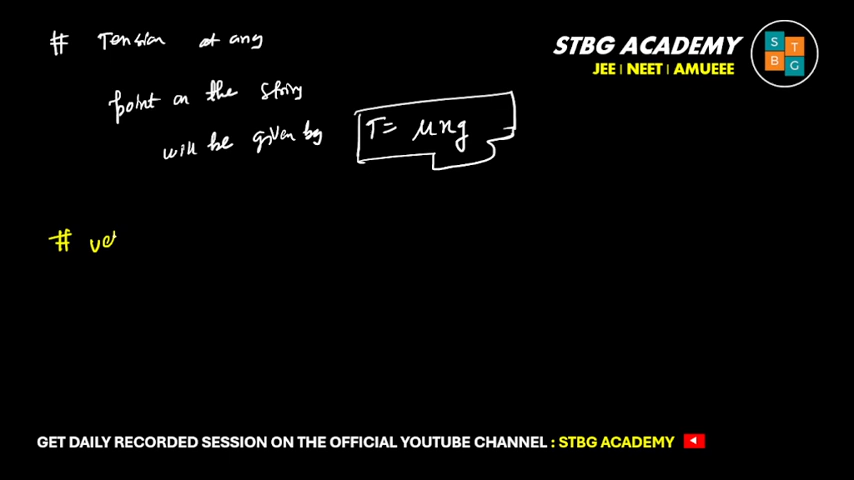 # Tension at any
point on the string
will be given by T = μxg
# ve
STBG ACADEMY
JEE | NEET | AMUEEE
S T
B G
GET DAILY RECORDED SESSION ON THE OFFICIAL YOUTUBE CHANNEL : STBG ACADEMY